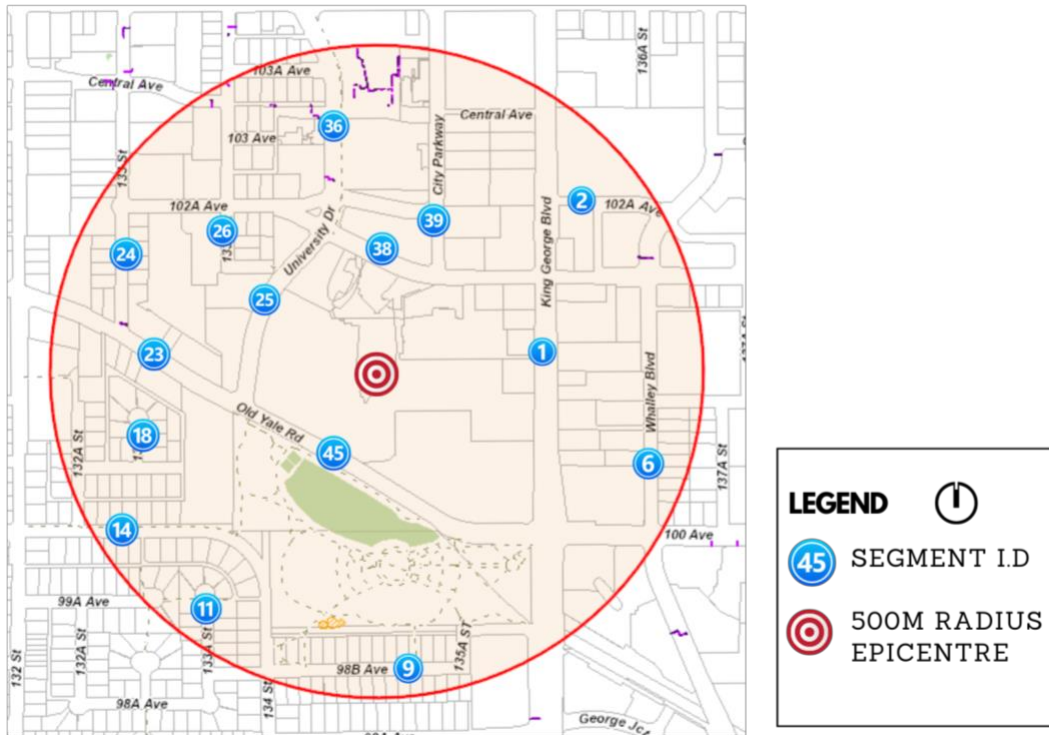 136A St
103A Ave
Central Ave
36
Central Ave
103 Ave
City Parkway
133 St
2
102A Ave
102A Ave
39
26
University Dr
38
24
King George Blvd
25
1
23
Whalley Blvd
Old Yale Rd
18
132A St
45
6
137A St
14
100 Ave
99A Ave
11
132 St
132A St
133A St
135A ST
98B Ave
9
134 St
98A Ave
LEGEND
45 SEGMENT I.D
500M RADIUS
EPICENTRE